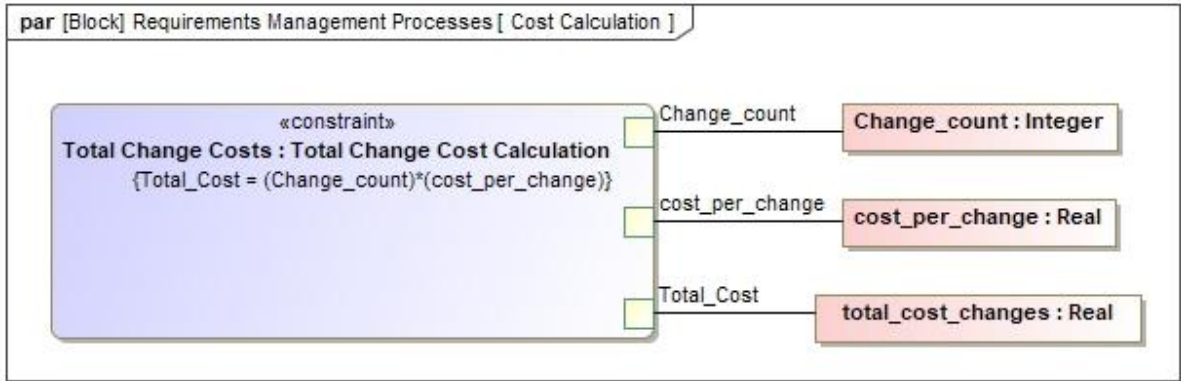 par [Block] Requirements Management Processes [ Cost Calculation ]
«constraint»
Total Change Costs : Total Change Cost Calculation
{Total_Cost = (Change_count)*(cost_per_change)}
Change_count
Change_count : Integer
cost_per_change
cost_per_change : Real
Total_Cost
total_cost_changes : Real